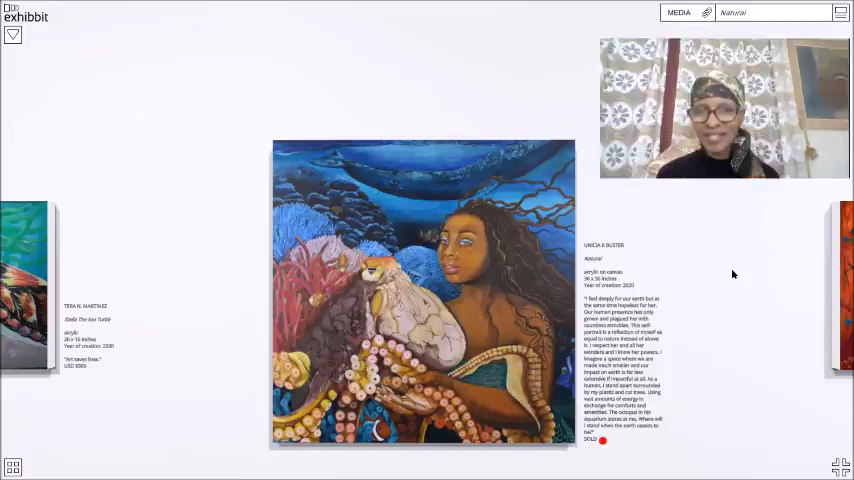 exhibbit
MEDIA
Natural
TERA N. MARTINEZ
Stella The Sea Turtle
acrylic
20 x 16 inches
Year of creation: 2020
"Art saves lives."
USD $300
UNICIA R BUSTER
Natural
acrylic on canvas
36 x 36 inches
Year of creation: 2020
"I feel deeply for our earth but at
the same time hopeless for her.
Our human presence has only
grown and plagued her with
countless atrocities. This self-
portrait is a reflection of myself as
equal to nature instead of above
it. I respect her and all her
wonders and I know her powers. I
imagine a space where we are
made much smaller and our
impact on earth is far less
extensive if impactful at all. As a
human, I stand apart surrounded
by my plastic and cut trees. Using
vast amounts of energy in
exchange for comforts and
amenities. The octopus in his
aquarium stares at me. Where will
I stand when the earth ceases to
be?"
SOLD